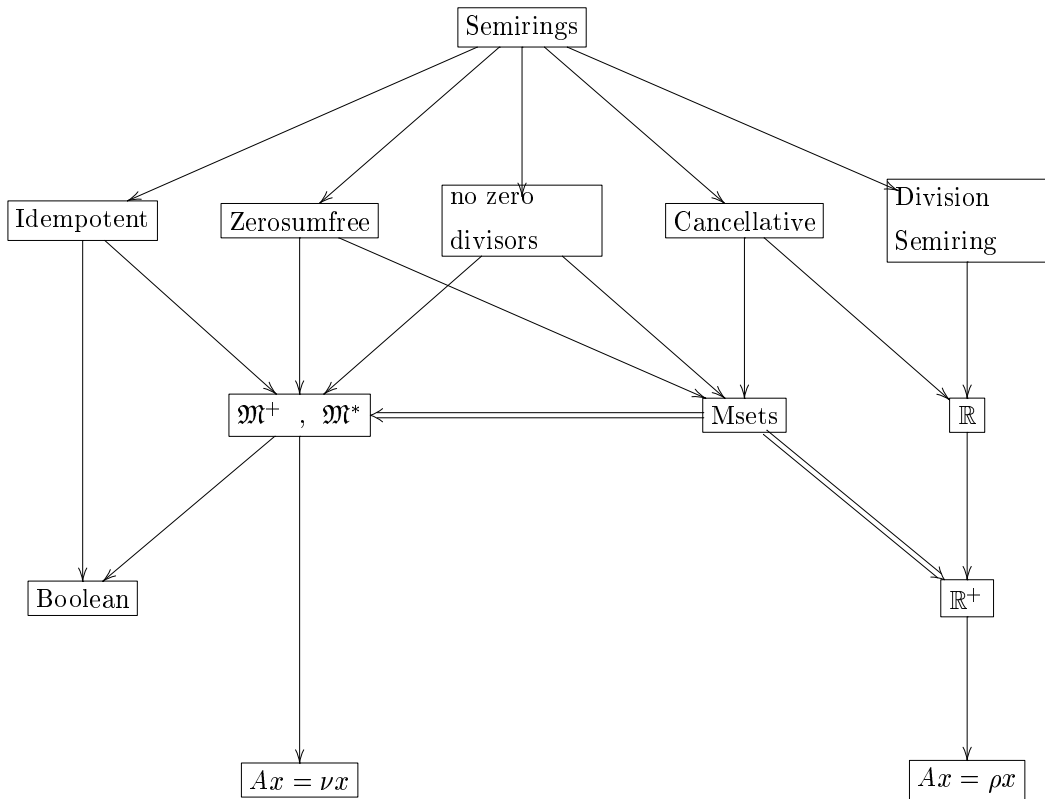 Semirings
Idempotent
Zerosumfree
no zero
divisors
Cancellative
Division
Semiring
𝔐⁺ , 𝔐*
Msets
ℝ
Boolean
ℝ⁺
Ax = νx
Ax = ρx